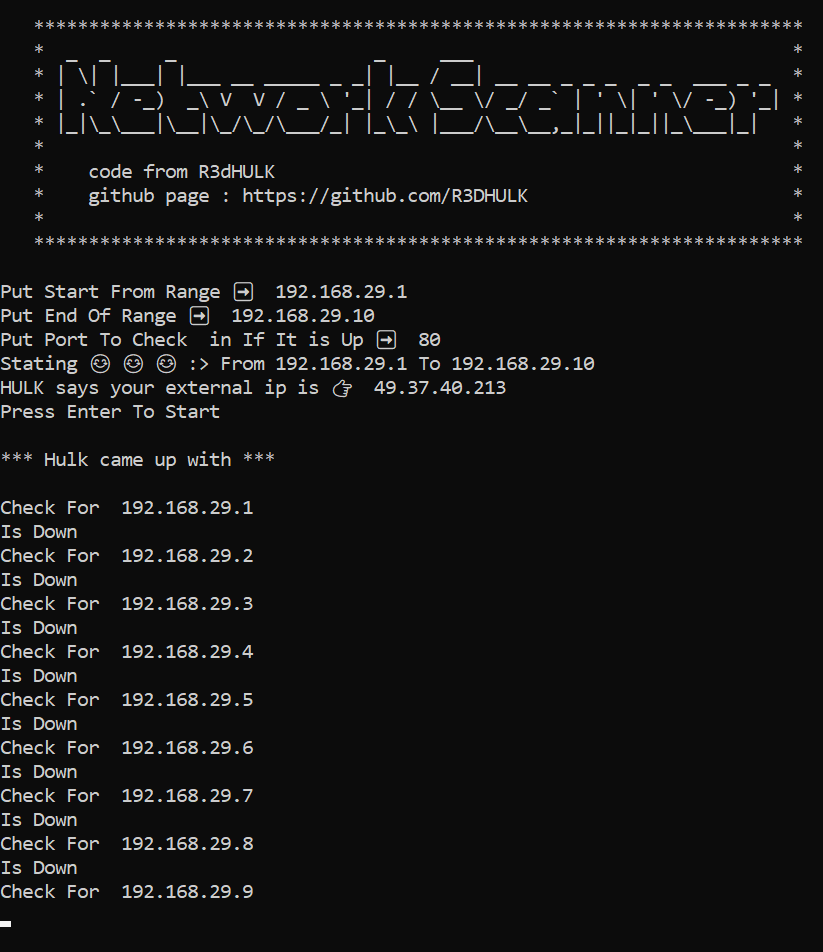 Network Scanner
code from R3dHULK
github page : https://github.com/R3DHULK
Put Start From Range ➡ 192.168.29.1
Put End Of Range ➡ 192.168.29.10
Put Port To Check  in If It is Up ➡ 80
Stating 😊 😊 😊 :> From 192.168.29.1 To 192.168.29.10
HULK says your external ip is 👉 49.37.40.213
Press Enter To Start
*** Hulk came up with ***
Check For  192.168.29.1
Is Down
Check For  192.168.29.2
Is Down
Check For  192.168.29.3
Is Down
Check For  192.168.29.4
Is Down
Check For  192.168.29.5
Is Down
Check For  192.168.29.6
Is Down
Check For  192.168.29.7
Is Down
Check For  192.168.29.8
Is Down
Check For  192.168.29.9